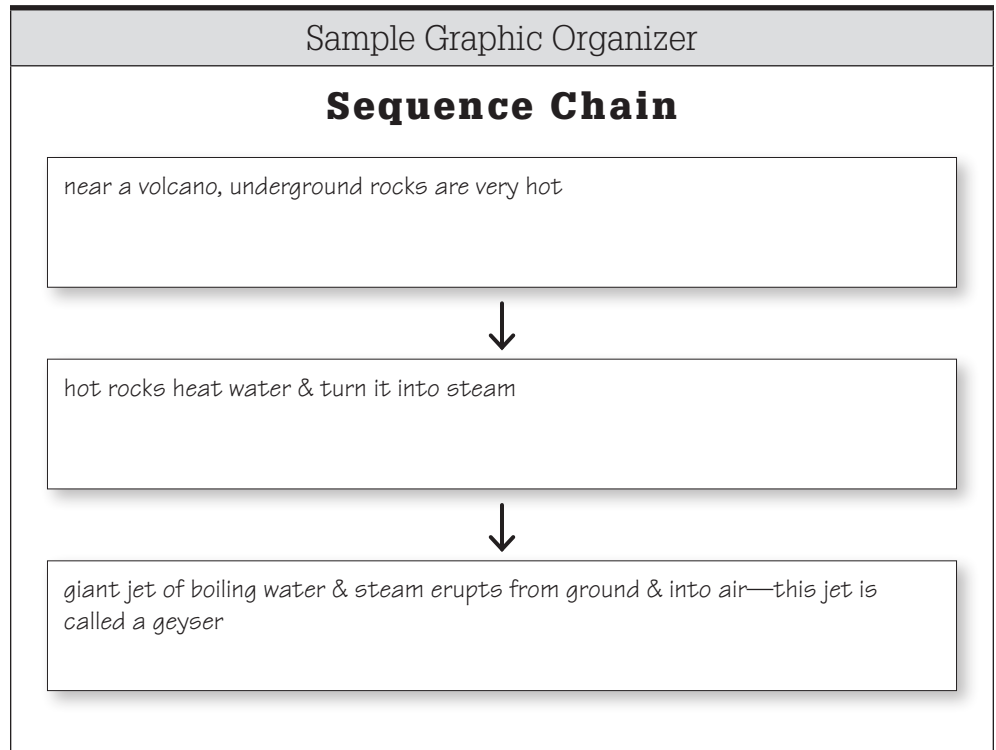 Sample Graphic Organizer
Sequence Chain
near a volcano, underground rocks are very hot
hot rocks heat water & turn it into steam
giant jet of boiling water & steam erupts from ground & into air—this jet is
called a geyser